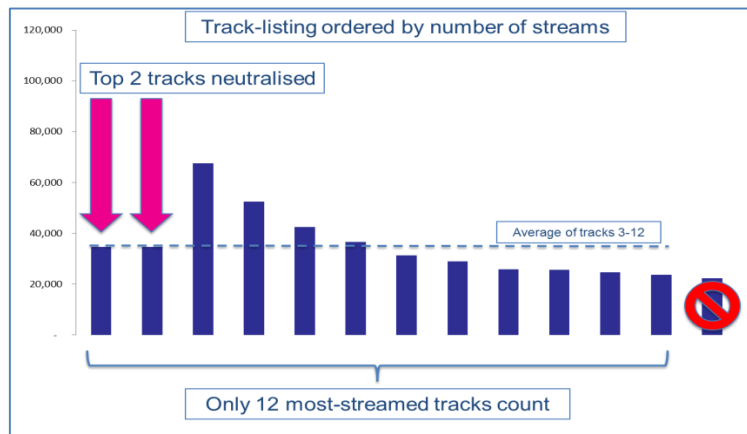 Track-listing ordered by number of streams
120,000
100,000
Top 2 tracks neutralised
80,000
60,000
40,000
Average of tracks 3-12
20,000
-
Only 12 most-streamed tracks count